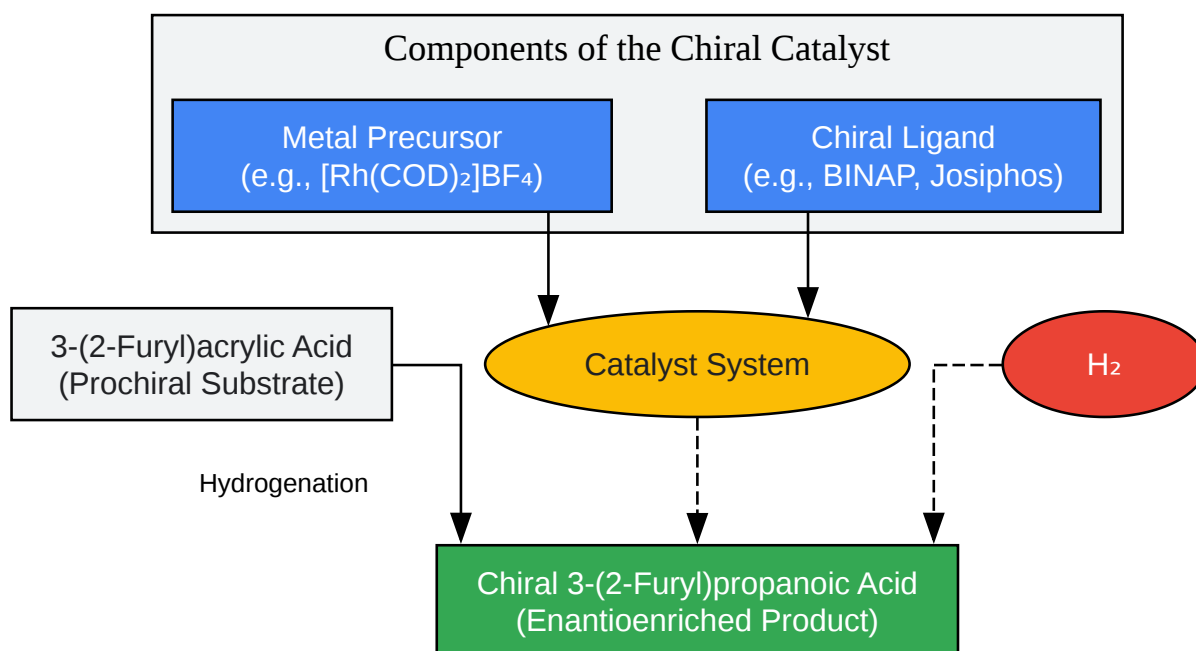 Components of the Chiral Catalyst
Metal Precursor
(e.g., [Rh(COD)₂]BF₄)
Chiral Ligand
(e.g., BINAP, Josiphos)
3-(2-Furyl)acrylic Acid
(Prochiral Substrate)
Catalyst System
H₂
Hydrogenation
Chiral 3-(2-Furyl)propanoic Acid
(Enantioenriched Product)